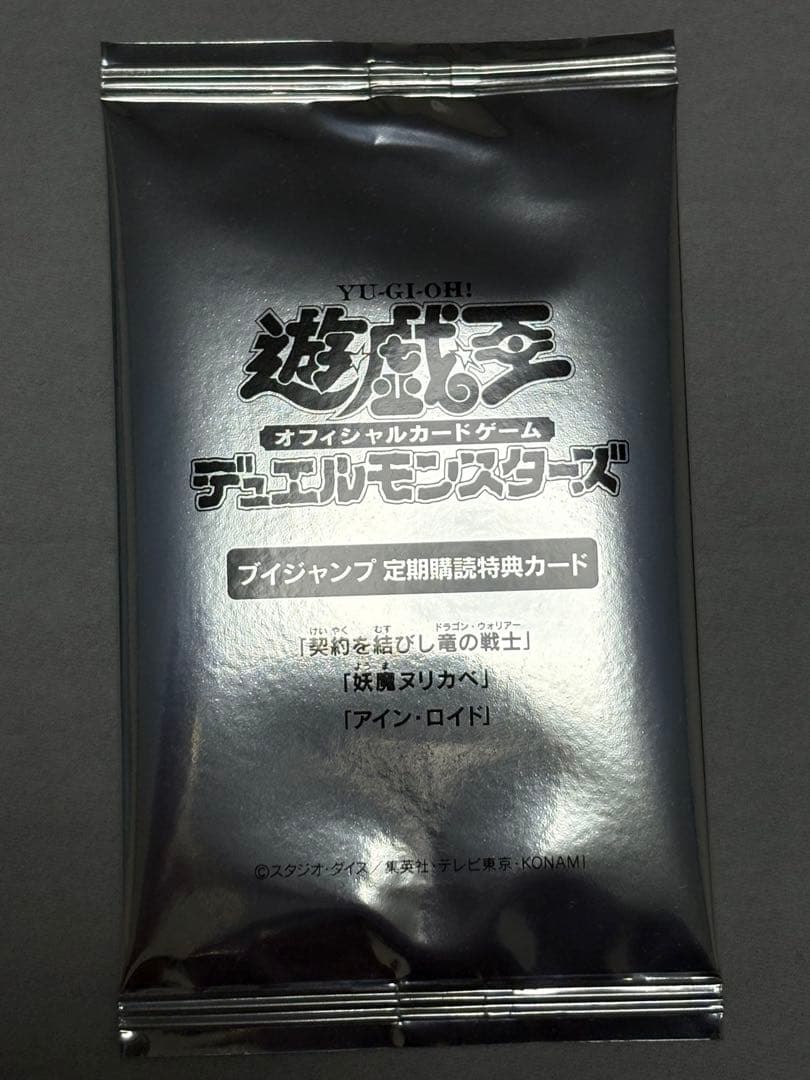 YU-GI-OH!
遊☆戯☆王
オフィシャルカードゲーム
デュエルモンスターズ
ブイジャンプ 定期購読特典カード
けいやく むす ドラゴン・ウォリアー
「契約を結びし竜の戦士」
ようま
「妖魔ヌリカベ」
「アイン・ロイド」
©スタジオ・ダイス/集英社・テレビ東京・KONAMI